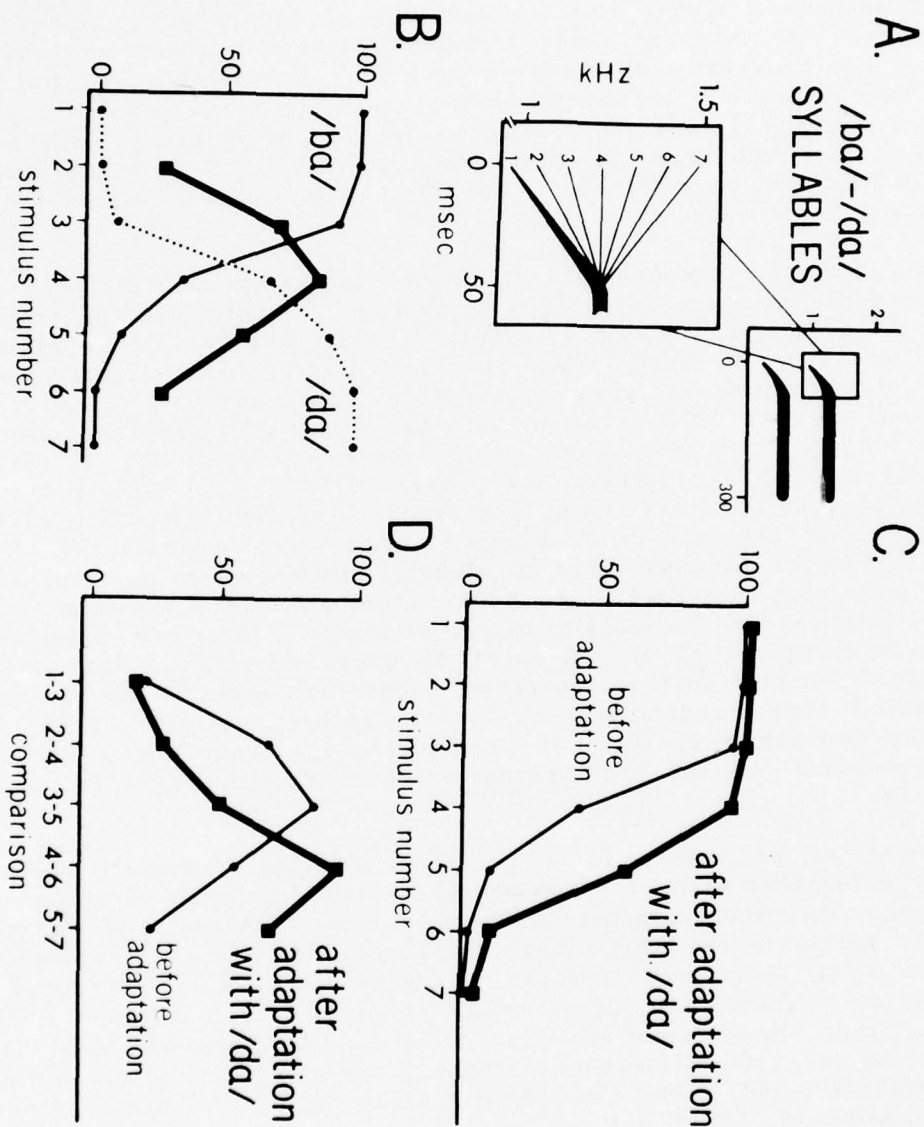 A.
/ba/-/da/
SYLLABLES
2
1
0
300
1.5
kHz
1
1 2 3 4 5 6 7
0
50
msec
B.
100
50
0
/ba/
/da/
1 2 3 4 5 6 7
stimulus number
C.
100
50
0
before
adaptation
after adaptation
with /da/
1 2 3 4 5 6 7
stimulus number
D.
100
50
0
after
adaptation
with /da/
before
adaptation
1-3 2-4 3-5 4-6 5-7
comparison